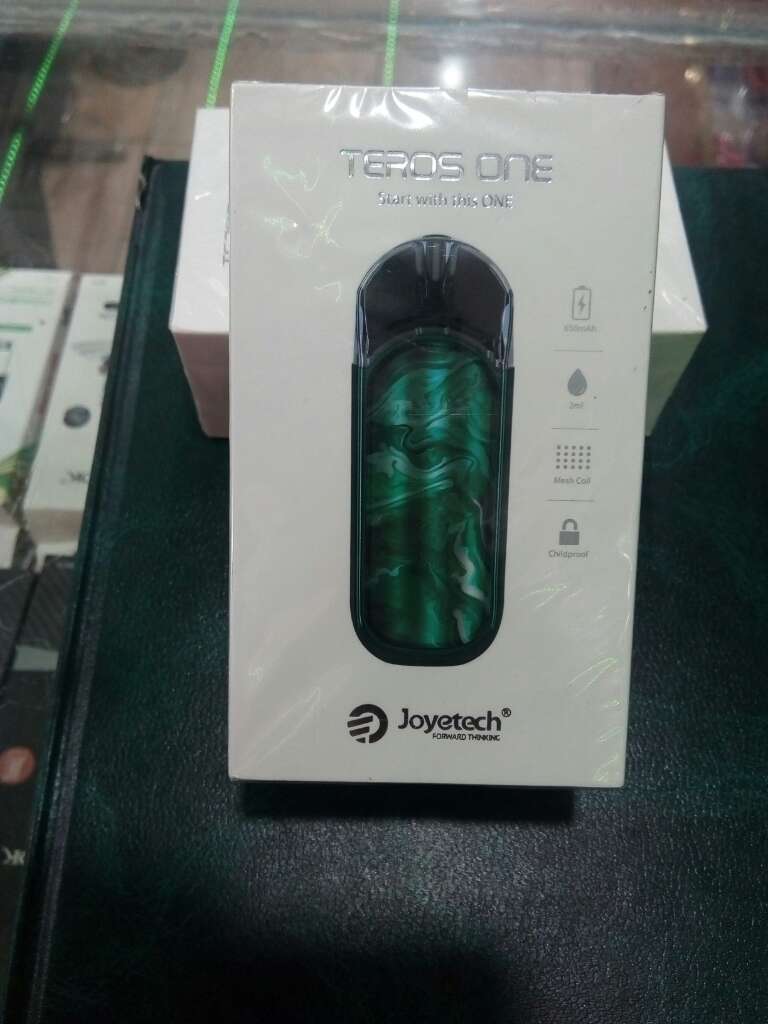 TEROS ONE
Start with this ONE
650mAh
2ml
Mesh Coil
Childproof
Joyetech®
FORWARD THINKING